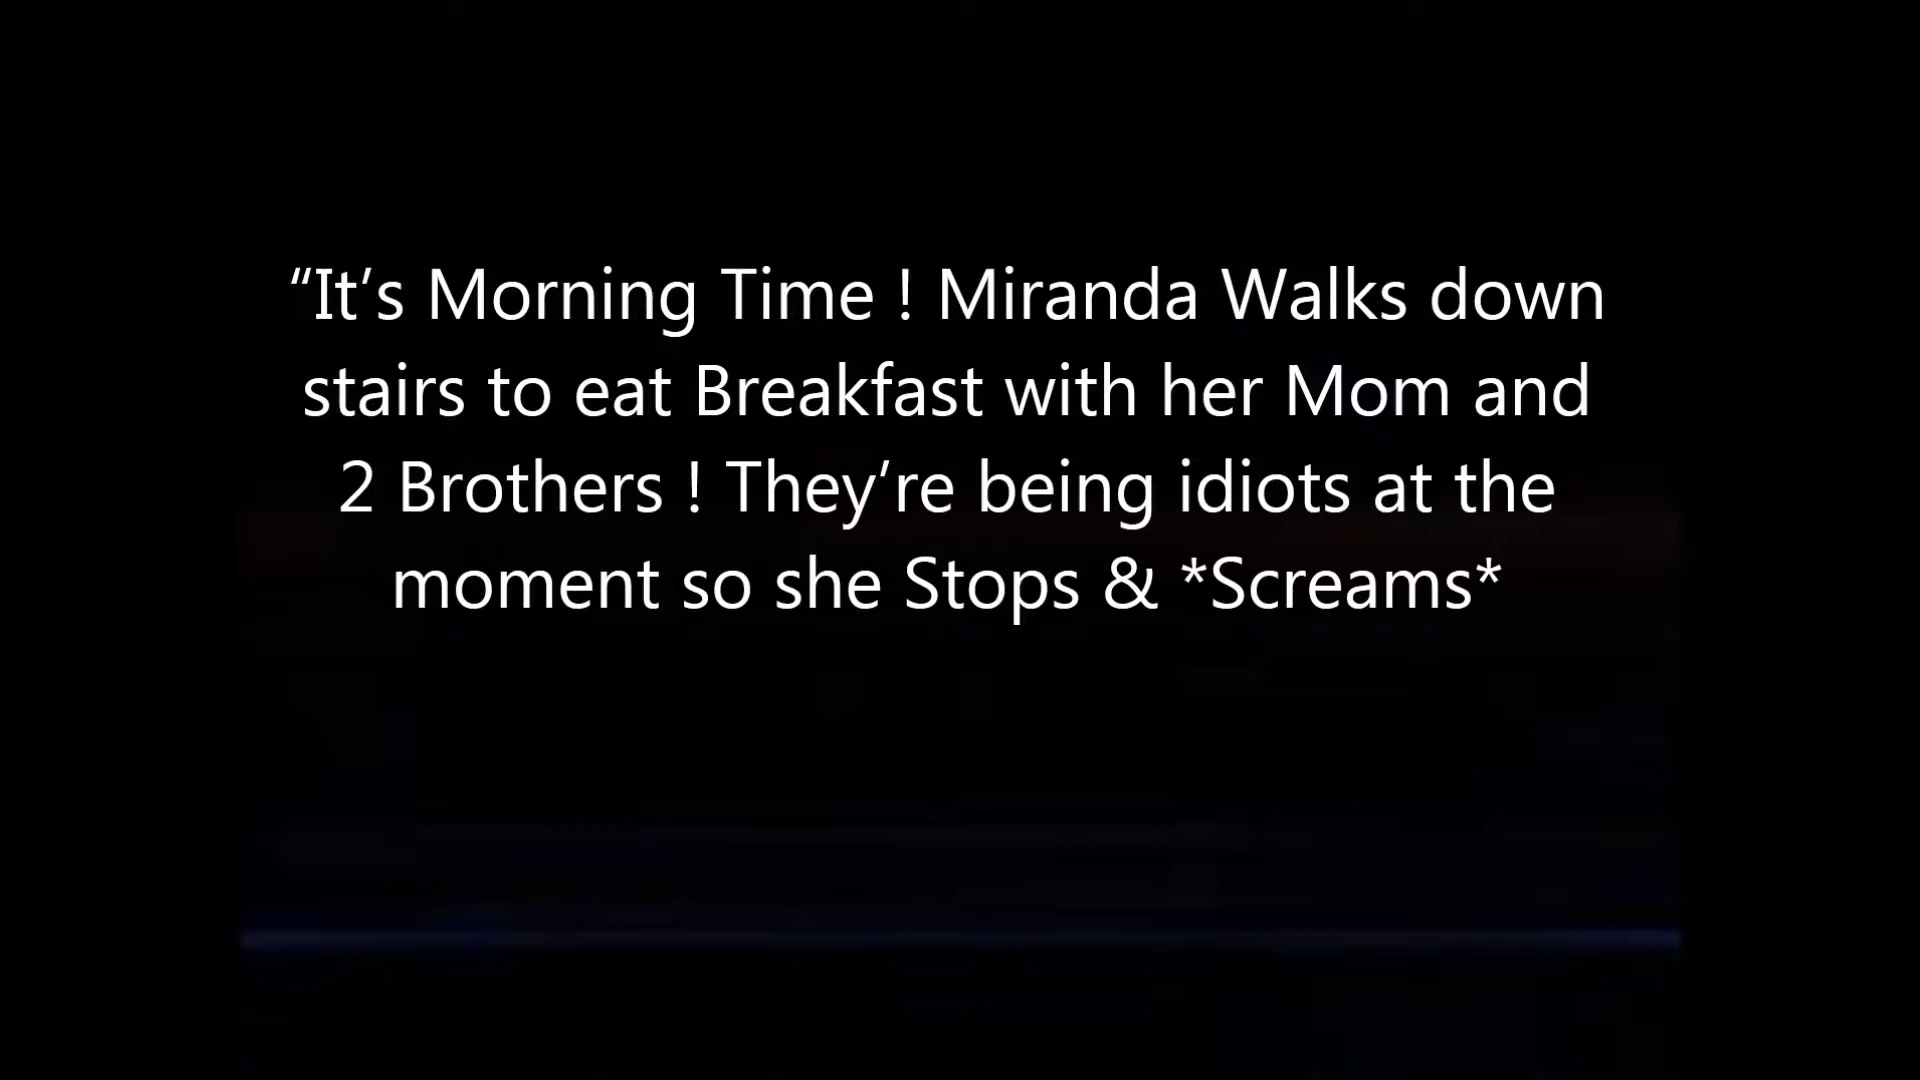 “It’s Morning Time ! Miranda Walks down
stairs to eat Breakfast with her Mom and
2 Brothers ! They’re being idiots at the
moment so she Stops & *Screams*